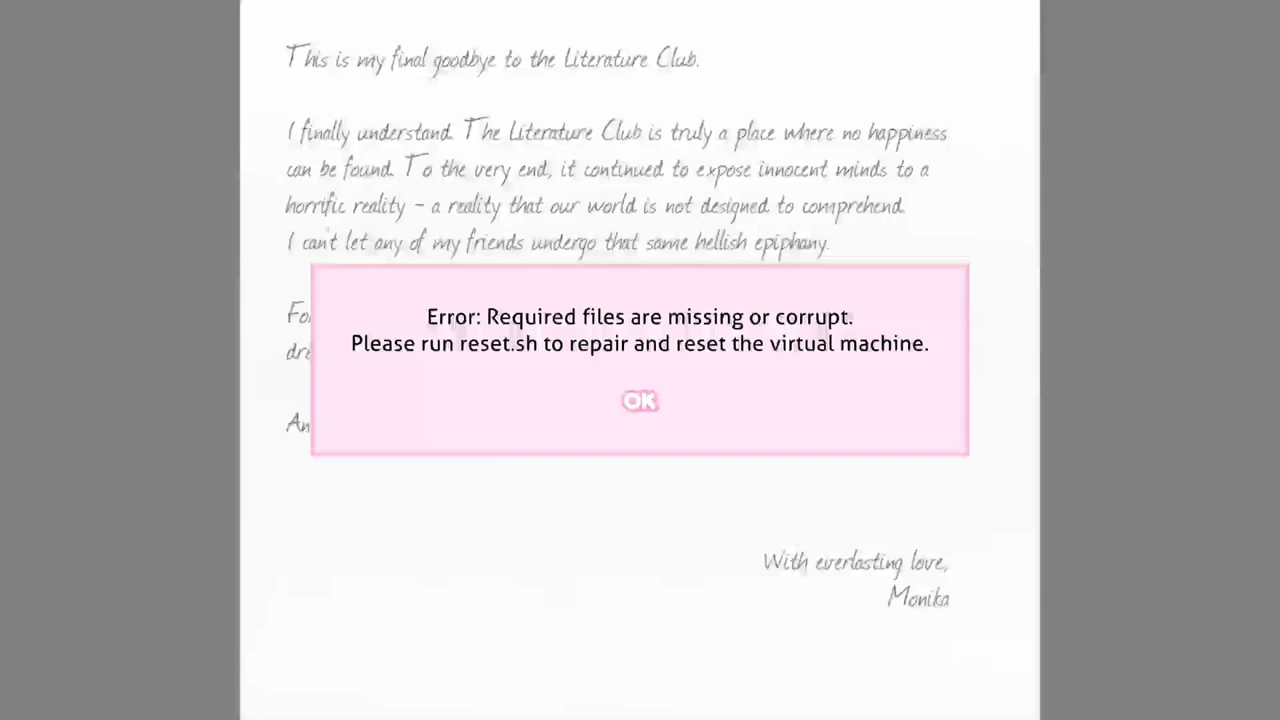 This is my final goodbye to the Literature Club.
I finally understand. The Literature Club is truly a place where no happiness
can be found. To the very end, it continued to expose innocent minds to a
horrific reality - a reality that our world is not designed to comprehend.
I can't let any of my friends undergo that same hellish epiphany.
Error: Required files are missing or corrupt.
Please run reset.sh to repair and reset the virtual machine.
OK
With everlasting love,
Monika